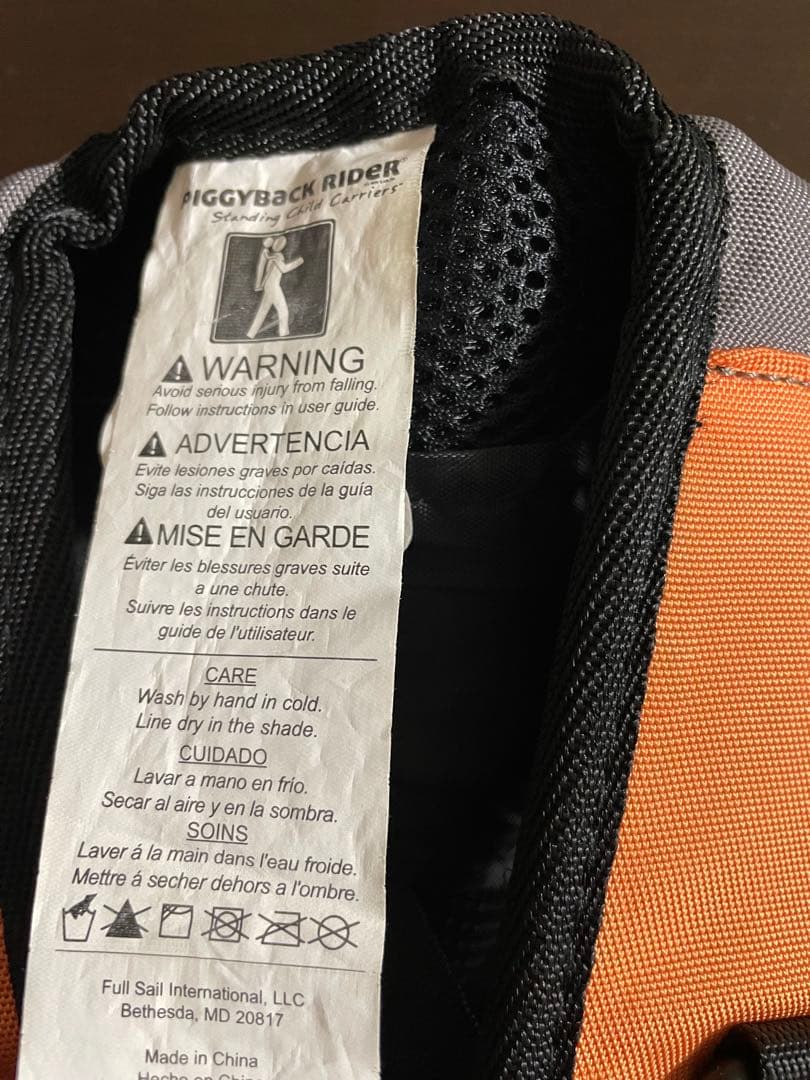 PIGGYBACK RIDER®
Standing Child Carriers™
WARNING
Avoid serious injury from falling.
Follow instructions in user guide.
ADVERTENCIA
Evite lesiones graves por caídas.
Siga las instrucciones de la guía
del usuario.
MISE EN GARDE
Éviter les blessures graves suite
a une chute.
Suivre les instructions dans le
guide de l'utilisateur.
CARE
Wash by hand in cold.
Line dry in the shade.
CUIDADO
Lavar a mano en frío.
Secar al aire y en la sombra.
SOINS
Laver á la main dans l'eau froide.
Mettre á secher dehors a l'ombre.
Full Sail International, LLC
Bethesda, MD 20817
Made in China
Hecho en